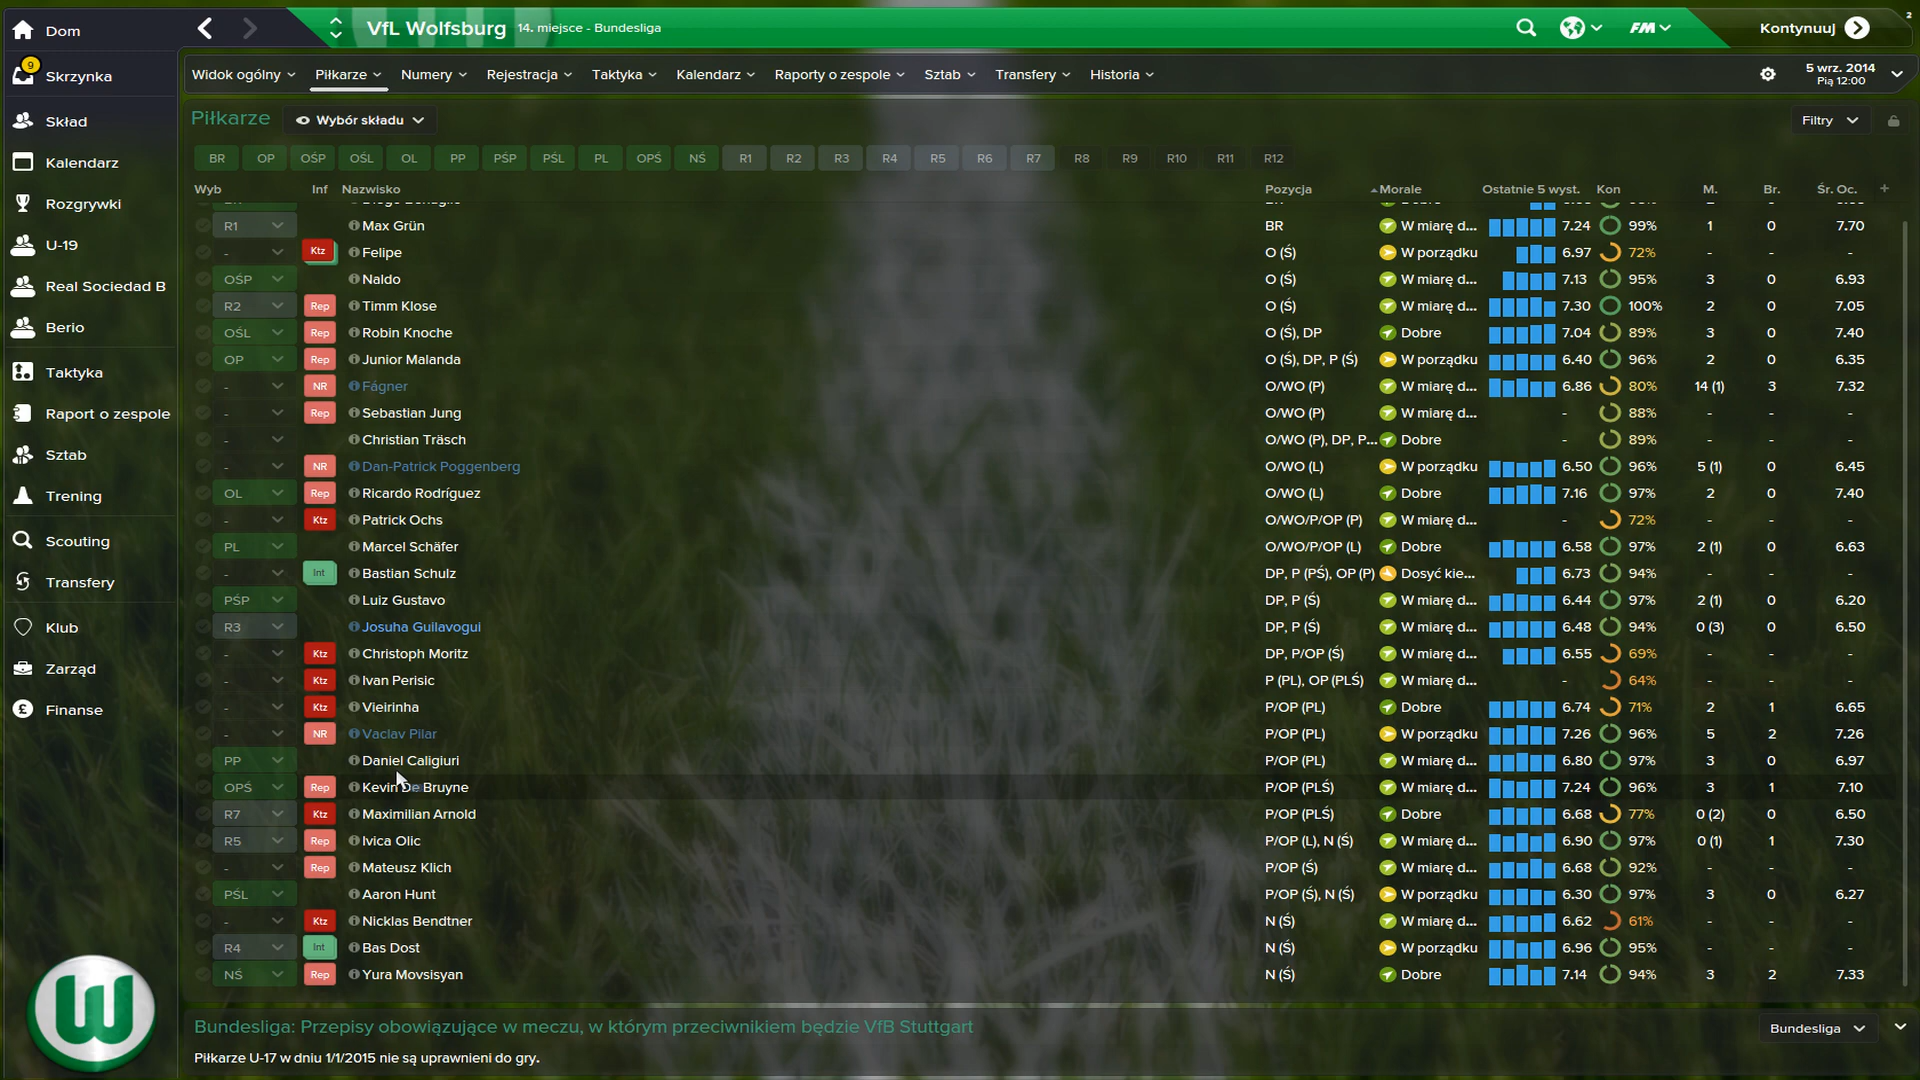 Dom
VfL Wolfsburg 14. miejsce - Bundesliga
FM
Kontynuuj
2
9
Skrzynka
Widok ogólny Piłkarze Numery Rejestracja Taktyka Kalendarz Raporty o zespole Sztab Transfery Historia
5 wrz. 2014
Pią 12:00
Skład
Kalendarz
Rozgrywki
U-19
Real Sociedad B
Berio
Taktyka
Raport o zespole
Sztab
Trening
Scouting
Transfery
Klub
Zarząd
Finanse
Piłkarze Wybór składu Filtry
BR OP OŚP OŚL OL PP PŚP PŚL PL OPŚ NŚ R1 R2 R3 R4 R5 R6 R7 R8 R9 R10 R11 R12
Wyb Inf Nazwisko Pozycja Morale Ostatnie 5 wyst. Kon M. Br. Śr. Oc. +
R1 Max Grün BR W miarę d... 7.24 99% 1 0 7.70
- Ktz Felipe O (Ś) W porządku 6.97 72% - - -
OŚP Naldo O (Ś) W miarę d... 7.13 95% 3 0 6.93
R2 Rep Timm Klose O (Ś) W miarę d... 7.30 100% 2 0 7.05
OŚL Rep Robin Knoche O (Ś), DP Dobre 7.04 89% 3 0 7.40
OP Rep Junior Malanda O (Ś), DP, P (Ś) W porządku 6.40 96% 2 0 6.35
- NR Fágner O/WO (P) W miarę d... 6.86 80% 14 (1) 3 7.32
- Rep Sebastian Jung O/WO (P) W miarę d... - 88% - - -
- Christian Träsch O/WO (P), DP, P... Dobre - 89% - - -
- NR Dan-Patrick Poggenberg O/WO (L) W porządku 6.50 96% 5 (1) 0 6.45
OL Rep Ricardo Rodríguez O/WO (L) Dobre 7.16 97% 2 0 7.40
- Ktz Patrick Ochs O/WO/P/OP (P) W miarę d... - 72% - - -
PL Marcel Schäfer O/WO/P/OP (L) Dobre 6.58 97% 2 (1) 0 6.63
- Int Bastian Schulz DP, P (PŚ), OP (P) Dosyć kie... 6.73 94% - - -
PŚP Luiz Gustavo DP, P (Ś) W miarę d... 6.44 97% 2 (1) 0 6.20
R3 Josuha Guilavogui DP, P (Ś) W miarę d... 6.48 94% 0 (3) 0 6.50
- Ktz Christoph Moritz DP, P/OP (Ś) W miarę d... 6.55 69% - - -
- Ktz Ivan Perisic P (PL), OP (PLŚ) W miarę d... - 64% - - -
- Ktz Vieirinha P/OP (PL) Dobre 6.74 71% 2 1 6.65
- NR Vaclav Pilar P/OP (PL) W porządku 7.26 96% 5 2 7.26
PP Daniel Caligiuri P/OP (PL) W miarę d... 6.80 97% 3 0 6.97
OPŚ Rep Kevin De Bruyne P/OP (PLŚ) W miarę d... 7.24 96% 3 1 7.10
R7 Ktz Maximilian Arnold P/OP (PLŚ) Dobre 6.68 77% 0 (2) 0 6.50
R5 Rep Ivica Olic P/OP (L), N (Ś) W miarę d... 6.90 97% 0 (1) 1 7.30
- Rep Mateusz Klich P/OP (Ś) W miarę d... 6.68 92% - - -
PŚL Aaron Hunt P/OP (Ś), N (Ś) W porządku 6.30 97% 3 0 6.27
- Ktz Nicklas Bendtner N (Ś) W miarę d... 6.62 61% - - -
R4 Int Bas Dost N (Ś) W porządku 6.96 95% - - -
NŚ Rep Yura Movsisyan N (Ś) Dobre 7.14 94% 3 2 7.33
Bundesliga: Przepisy obowiązujące w meczu, w którym przeciwnikiem będzie VfB Stuttgart
Bundesliga
Piłkarze U-17 w dniu 1/1/2015 nie są uprawnieni do gry.